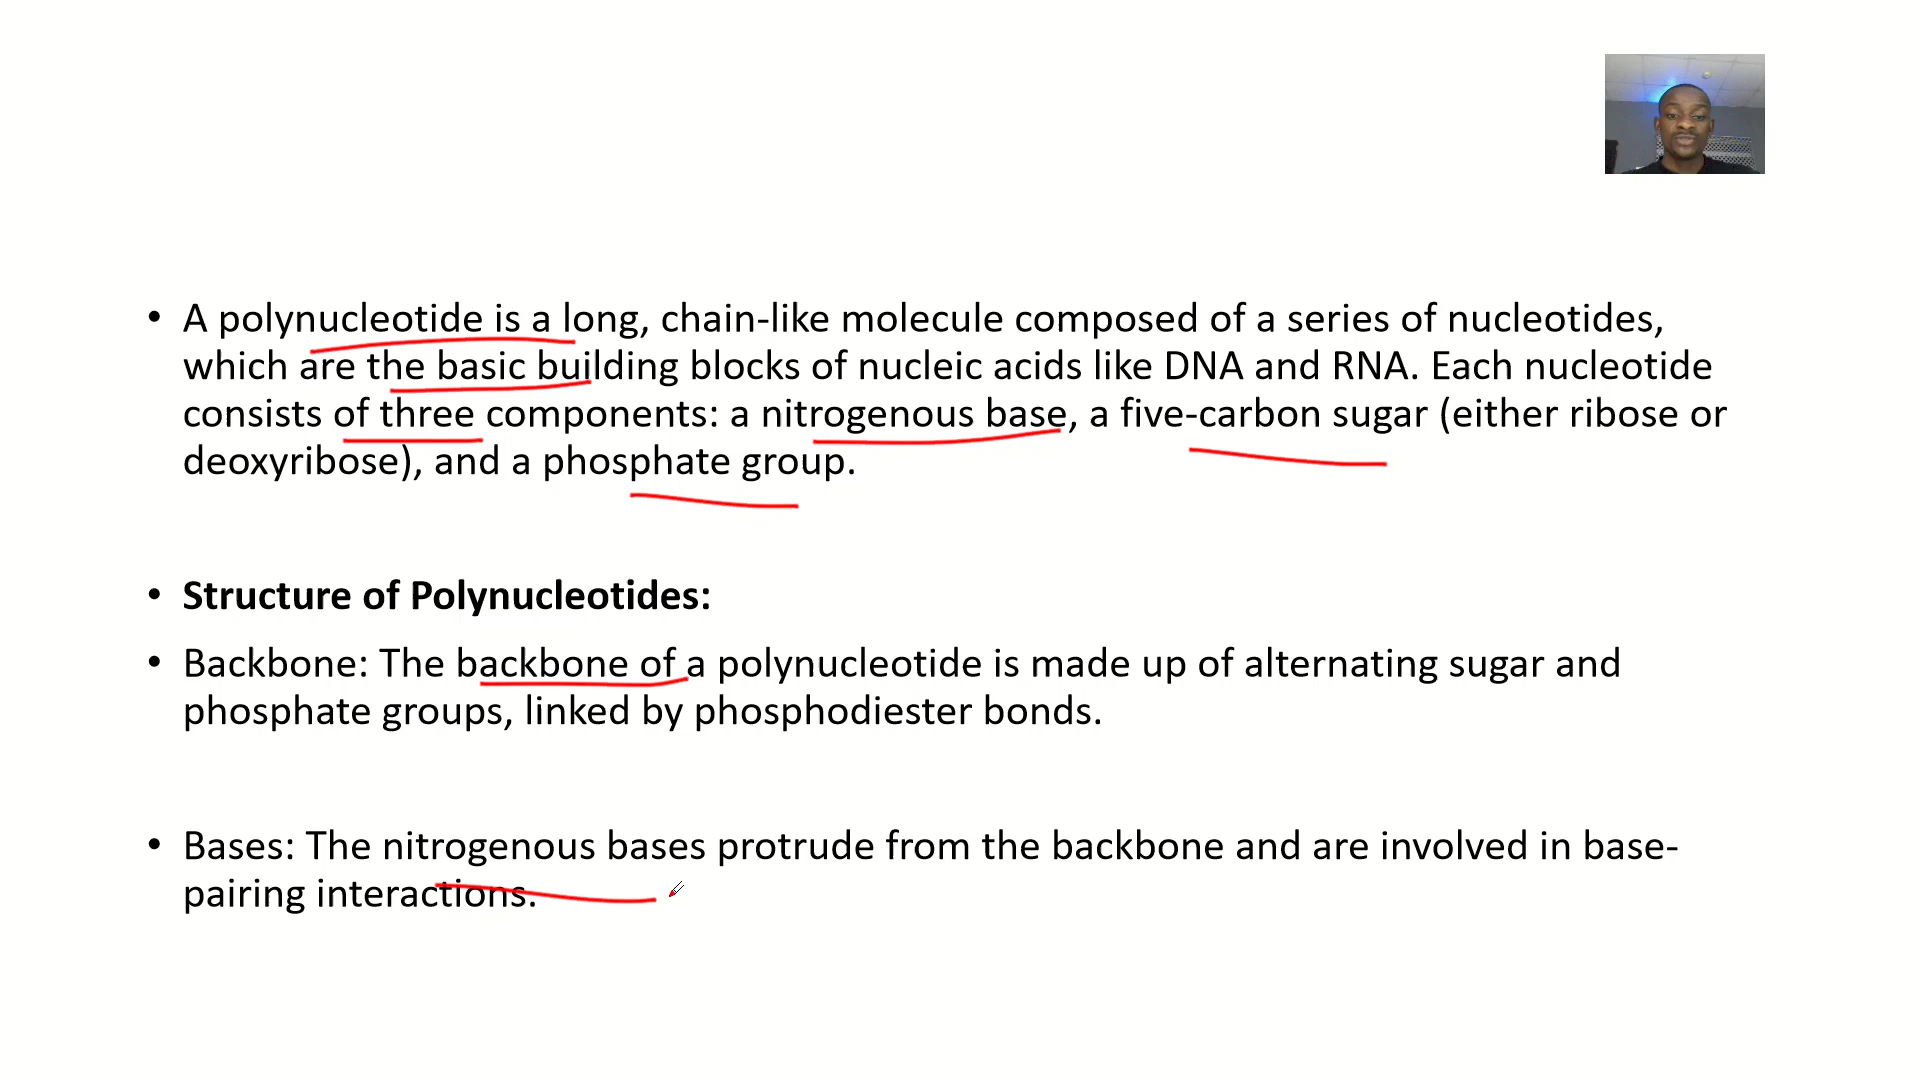 • A polynucleotide is a long, chain-like molecule composed of a series of nucleotides,
which are the basic building blocks of nucleic acids like DNA and RNA. Each nucleotide
consists of three components: a nitrogenous base, a five-carbon sugar (either ribose or
deoxyribose), and a phosphate group.
• Structure of Polynucleotides:
• Backbone: The backbone of a polynucleotide is made up of alternating sugar and
phosphate groups, linked by phosphodiester bonds.
• Bases: The nitrogenous bases protrude from the backbone and are involved in base-
pairing interactions.